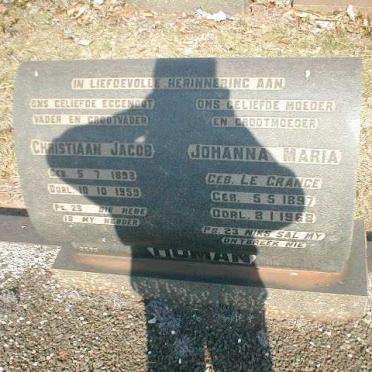 IN LIEFDEVOLLE HERINNERING AAN
ONS GELIEFDE EGGENOOT
VADER EN GROOTVADER
CHRISTIAAN JACOB
GEB. 5·7·1893
OORL. 10·10·1959
PS. 23 DIE HERE
IS MY HERDER
ONS GELIEFDE MOEDER
EN GROOTMOEDER
JOHANNA MARIA
(GEB. LE GRANGE)
GEB. 5·5·1897
OORL. 8·1·1968
PS. 23 NIKS SAL MY
ONTBREEK NIE
HUMAN